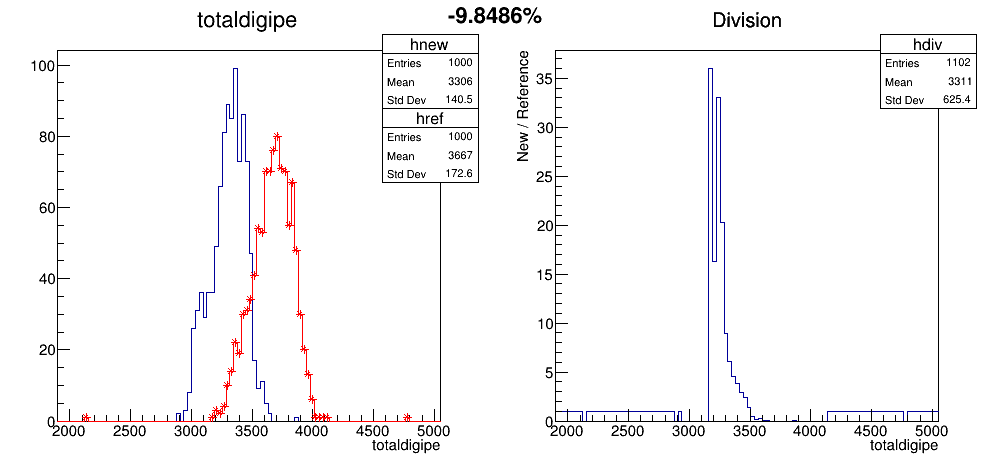 -9.8486%
totaldigipe
hnew
Entries 1000
Mean 3306
Std Dev 140.5
href
Entries 1000
Mean 3667
Std Dev 172.6
100
80
60
40
20
0
2000 2500 3000 3500 4000 4500 5000
totaldigipe
Division
hdiv
Entries 1102
Mean 3311
Std Dev 625.4
New / Reference
35
30
25
20
15
10
5
0
2000 2500 3000 3500 4000 4500 5000
totaldigipe